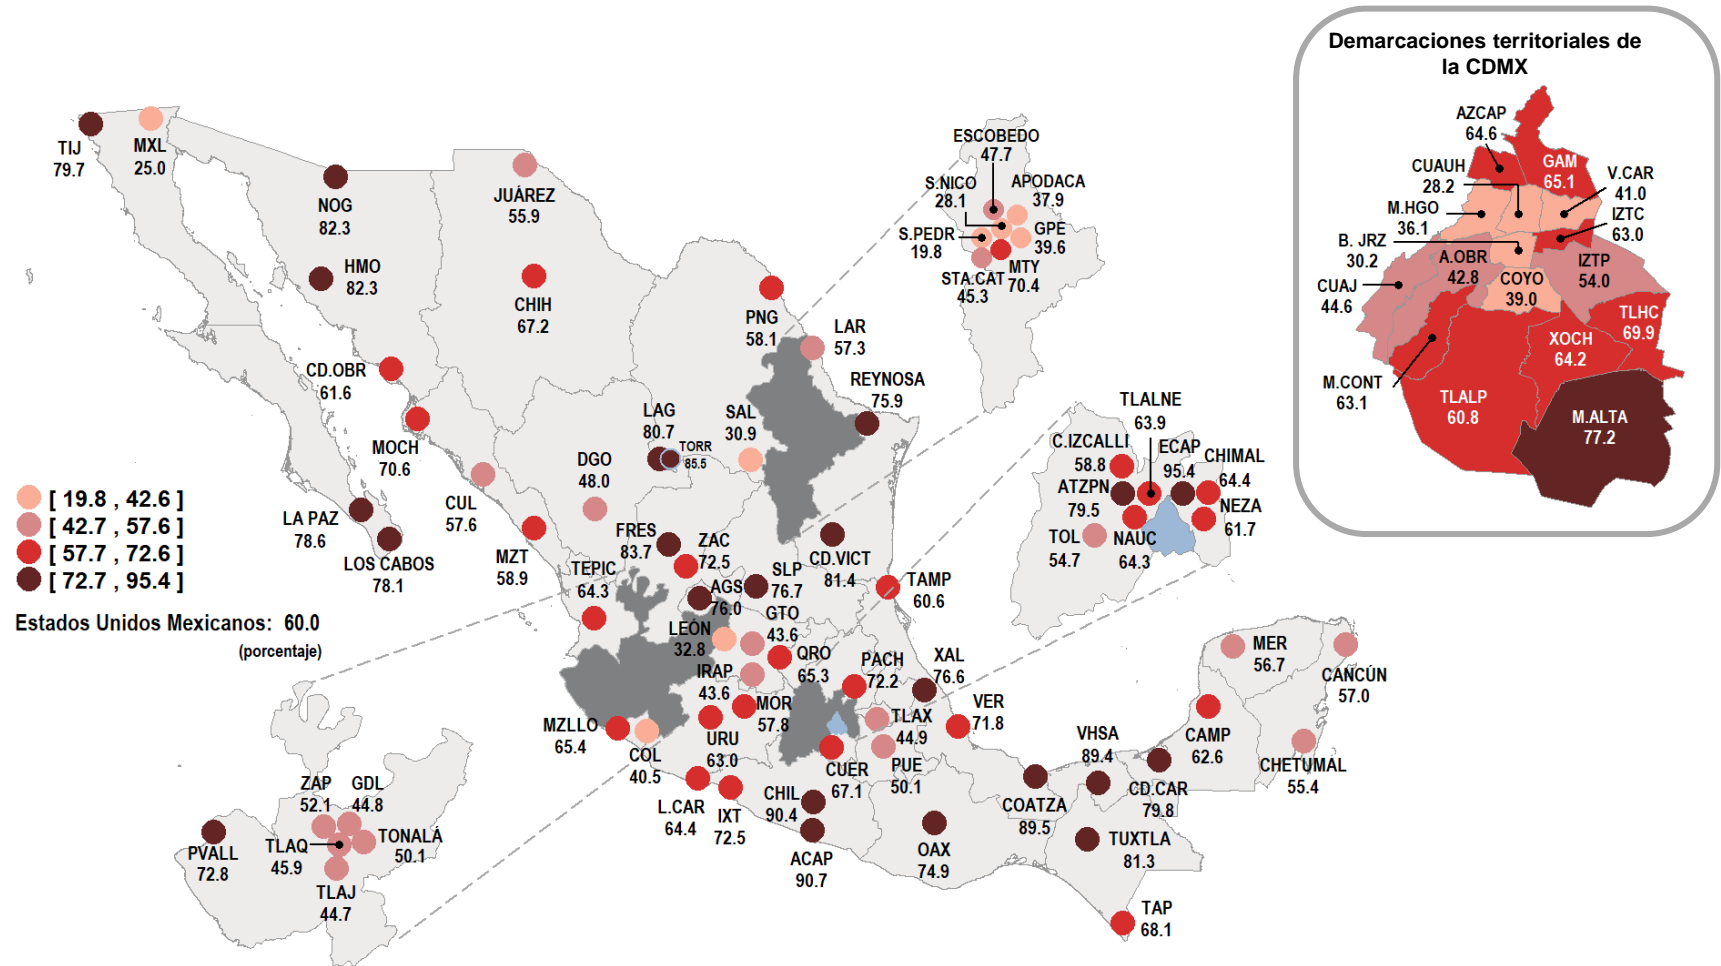 Demarcaciones territoriales de
la CDMX
AZCAP
64.6
CUAUH
28.2
GAM
65.1
V.CAR
41.0
M.HGO
36.1
IZTC
63.0
B. JRZ
30.2
A.OBR
42.8
IZTP
54.0
CUAJ
44.6
COYO
39.0
TLHC
69.9
XOCH
64.2
M.CONT
63.1
TLALP
60.8
M.ALTA
77.2
TIJ
79.7
MXL
25.0
NOG
82.3
HMO
82.3
JUÁREZ
55.9
CHIH
67.2
CD.OBR
61.6
MOCH
70.6
CUL
57.6
LA PAZ
78.6
LOS CABOS
78.1
MZT
58.9
DGO
48.0
LAG
80.7
TORR
85.5
SAL
30.9
PNG
58.1
LAR
57.3
REYNOSA
75.9
ESCOBEDO
47.7
S.NICO
28.1
APODACA
37.9
S.PEDR
19.8
GPE
39.6
STA.CAT
45.3
MTY
70.4
TLALNE
63.9
C.IZCALLI
58.8
ECAP
95.4
CHIMAL
64.4
ATZPN
79.5
NEZA
61.7
TOL
54.7
NAUC
64.3
FRES
83.7
ZAC
72.5
TEPIC
64.3
AGS
76.0
SLP
76.7
CD.VICT
81.4
TAMP
60.6
LEÓN
32.8
GTO
43.6
IRAP
43.6
QRO
65.3
PACH
72.2
XAL
76.6
MZLLO
65.4
COL
40.5
URU
63.0
MOR
57.8
TLAX
44.9
VER
71.8
L.CAR
64.4
IXT
72.5
CUER
67.1
PUE
50.1
CHIL
90.4
ACAP
90.7
OAX
74.9
COATZA
89.5
VHSA
89.4
CD.CAR
79.8
TUXTLA
81.3
TAP
68.1
CAMP
62.6
MER
56.7
CANCÚN
57.0
CHETUMAL
55.4
ZAP
52.1
GDL
44.8
PVALL
72.8
TLAQ
45.9
TONALÁ
50.1
TLAJ
44.7
[ 19.8 , 42.6 ]
[ 42.7 , 57.6 ]
[ 57.7 , 72.6 ]
[ 72.7 , 95.4 ]
Estados Unidos Mexicanos: 60.0
(porcentaje)